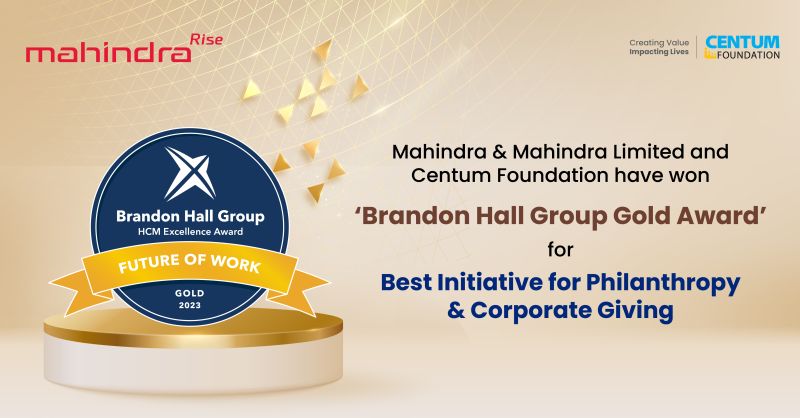 mahindra Rise
Creating Value
Impacting Lives
CENTUM
FOUNDATION
Brandon Hall Group
HCM Excellence Award
FUTURE OF WORK
GOLD
2023
Mahindra & Mahindra Limited and
Centum Foundation have won
‘Brandon Hall Group Gold Award’
for
Best Initiative for Philanthropy
& Corporate Giving